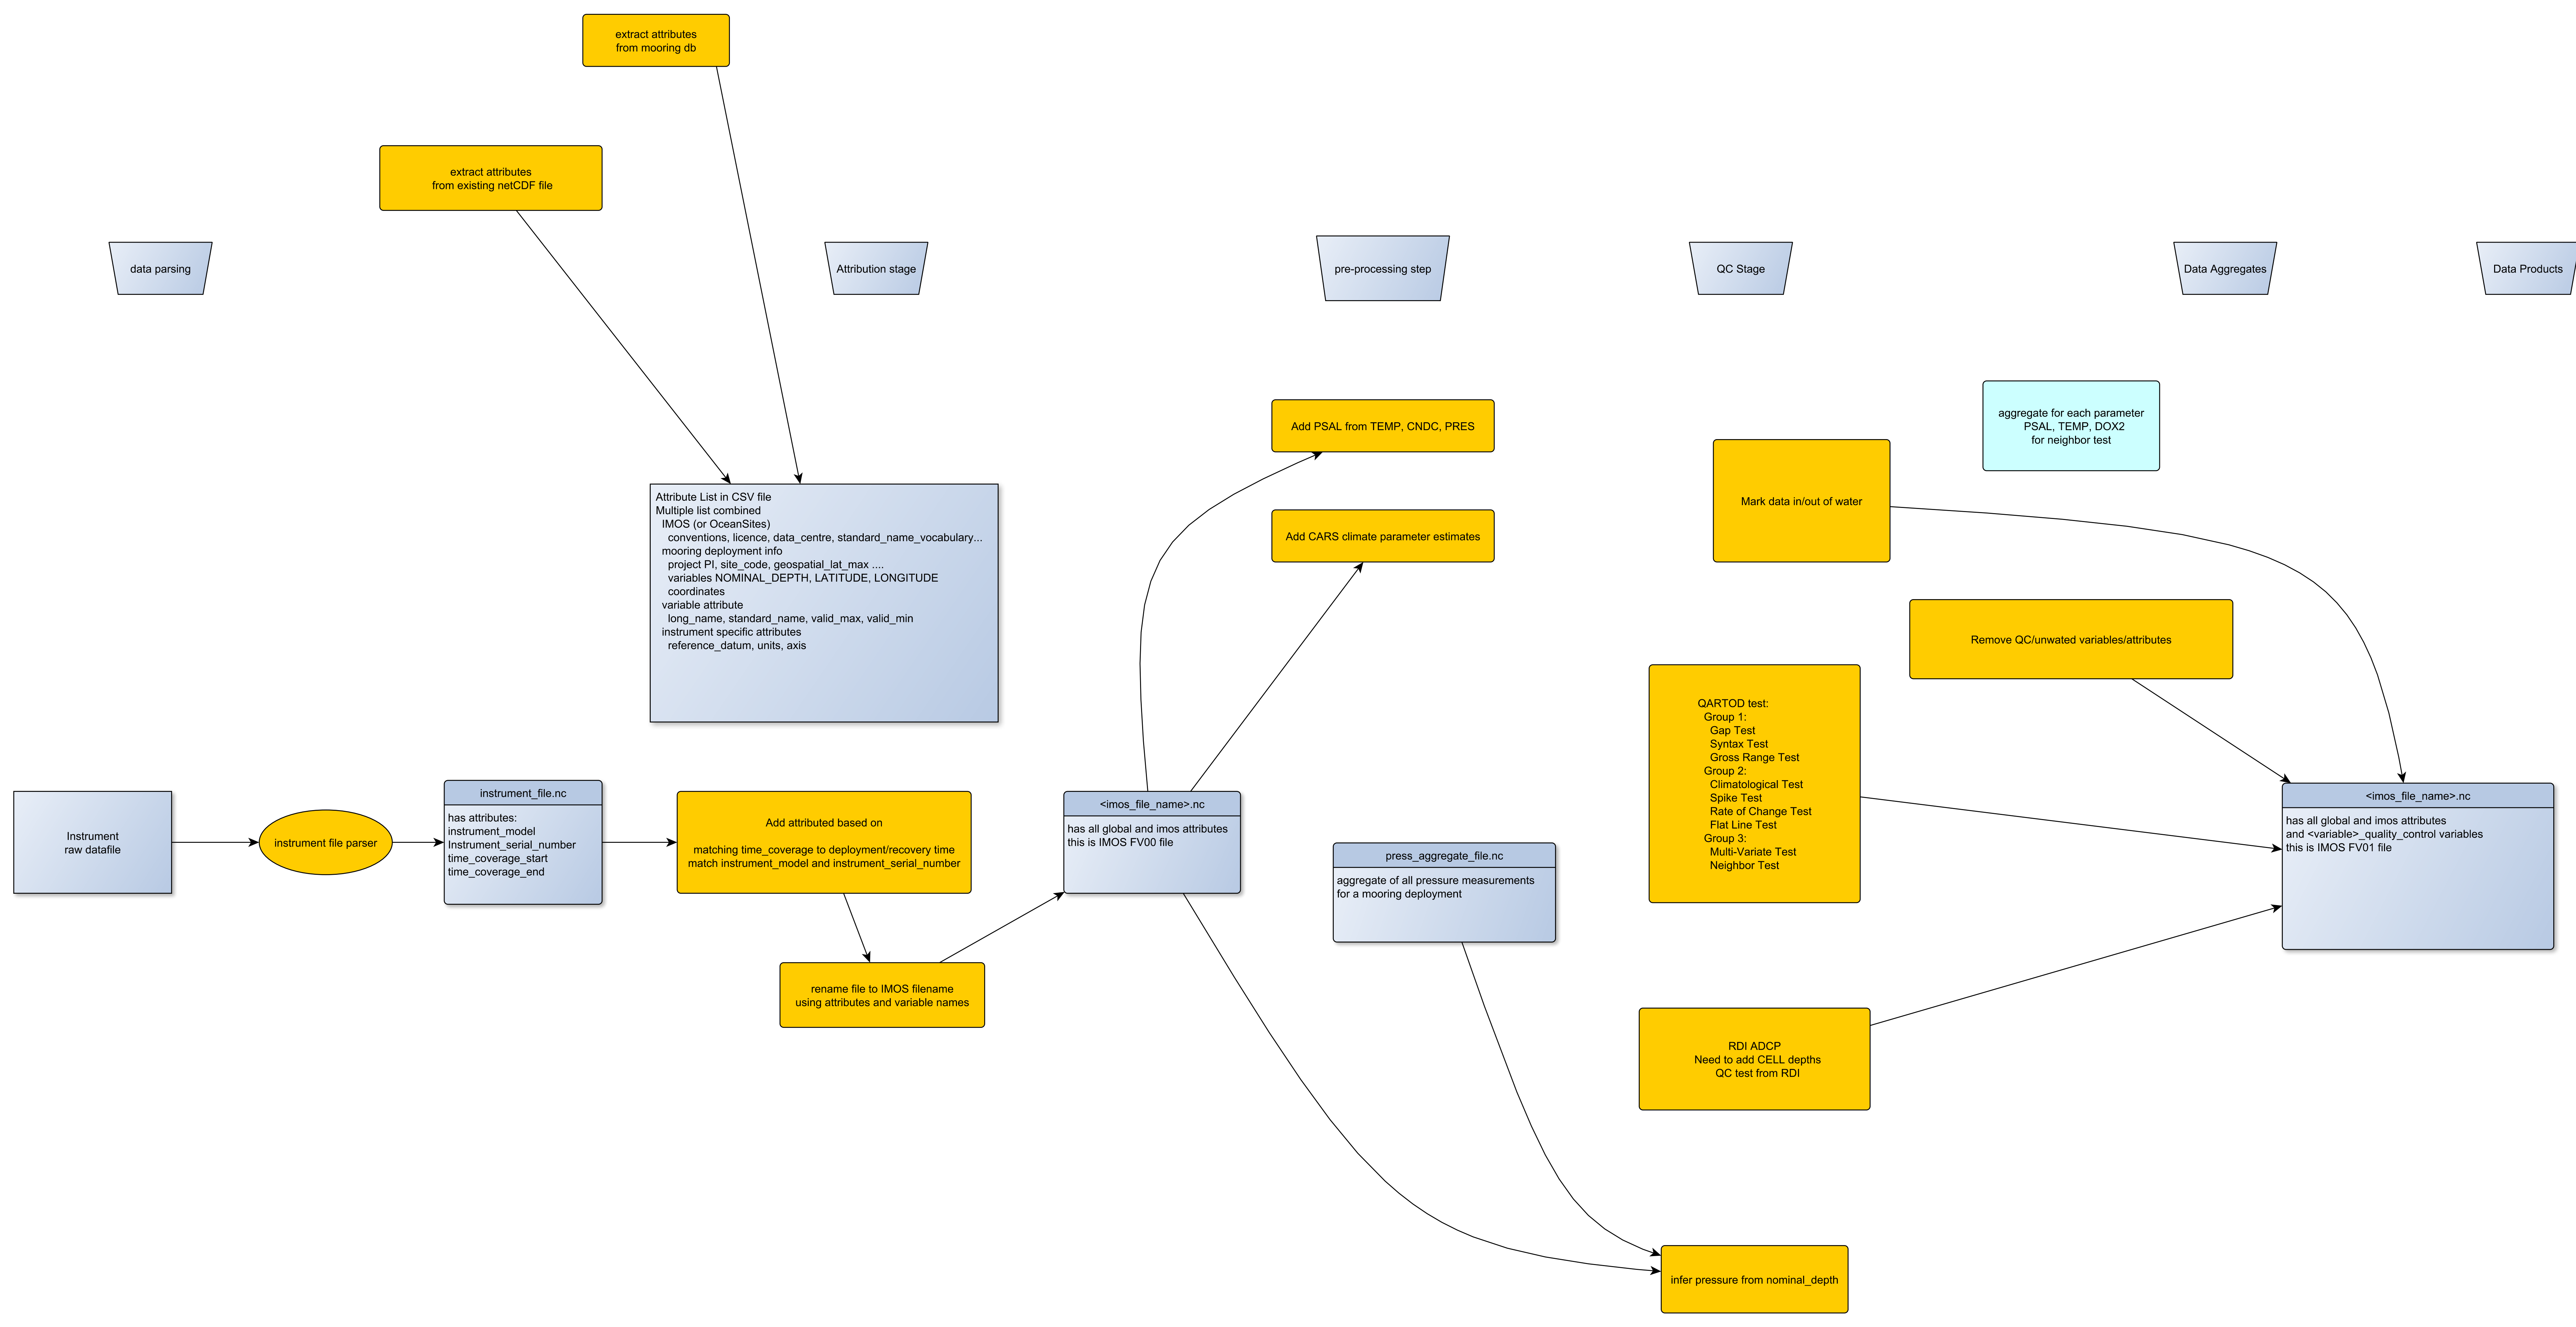 extract attributes
from mooring db
extract attributes
from existing netCDF file
data parsing
Attribution stage
pre-processing step
QC Stage
Data Aggregates
Data Products
Attribute List in CSV file
Multiple list combined
IMOS (or OceanSites)
conventions, licence, data_centre, standard_name_vocabulary...
mooring deployment info
project PI, site_code, geospatial_lat_max ....
variables NOMINAL_DEPTH, LATITUDE, LONGITUDE
coordinates
variable attribute
long_name, standard_name, valid_max, valid_min
instrument specific attributes
reference_datum, units, axis
Add PSAL from TEMP, CNDC, PRES
Add CARS climate parameter estimates
aggregate for each parameter
PSAL, TEMP, DOX2
for neighbor test
Mark data in/out of water
Remove QC/unwated variables/attributes
QARTOD test:
Group 1:
Gap Test
Syntax Test
Gross Range Test
Group 2:
Climatological Test
Spike Test
Rate of Change Test
Flat Line Test
Group 3:
Multi-Variate Test
Neighbor Test
Instrument
raw datafile
instrument file parser
instrument_file.nc
has attributes:
instrument_model
Instrument_serial_number
time_coverage_start
time_coverage_end
Add attributed based on
matching time_coverage to deployment/recovery time
match instrument_model and instrument_serial_number
rename file to IMOS filename
using attributes and variable names
<imos_file_name>.nc
has all global and imos attributes
this is IMOS FV00 file
press_aggregate_file.nc
aggregate of all pressure measurements
for a mooring deployment
<imos_file_name>.nc
has all global and imos attributes
and <variable>_quality_control variables
this is IMOS FV01 file
RDI ADCP
Need to add CELL depths
QC test from RDI
infer pressure from nominal_depth